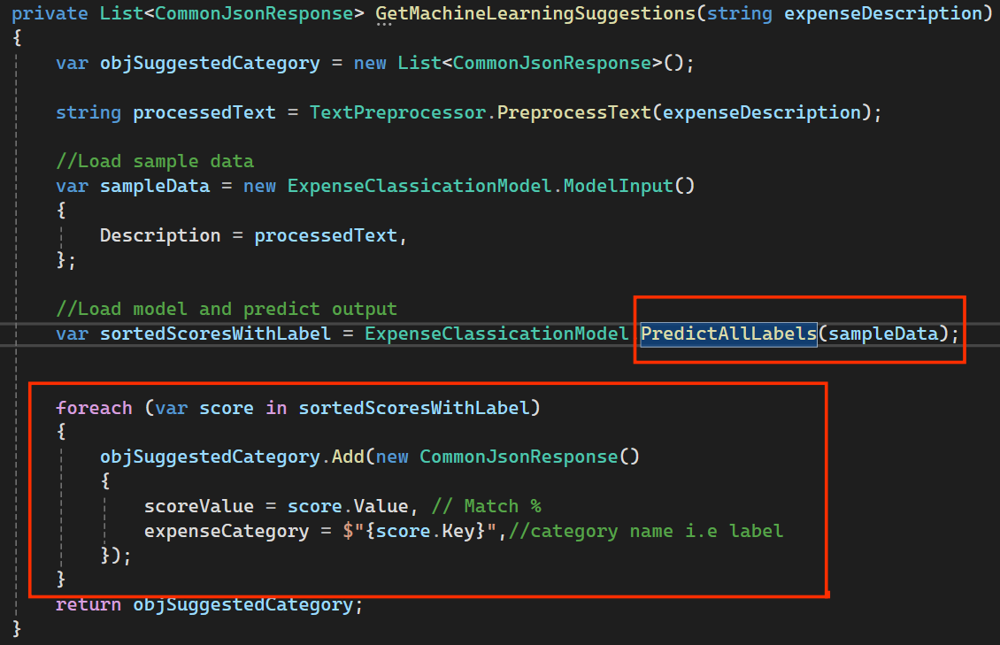 private List<CommonJsonResponse> GetMachineLearningSuggestions(string expenseDescription)
{
var objSuggestedCategory = new List<CommonJsonResponse>();
string processedText = TextPreprocessor.PreprocessText(expenseDescription);
//Load sample data
var sampleData = new ExpenseClassicationModel.ModelInput()
{
Description = processedText,
};
//Load model and predict output
var sortedScoresWithLabel = ExpenseClassicationModel.PredictAllLabels(sampleData);
foreach (var score in sortedScoresWithLabel)
{
objSuggestedCategory.Add(new CommonJsonResponse()
{
scoreValue = score.Value, // Match %
expenseCategory = $"{score.Key}",//category name i.e label
});
}
return objSuggestedCategory;
}